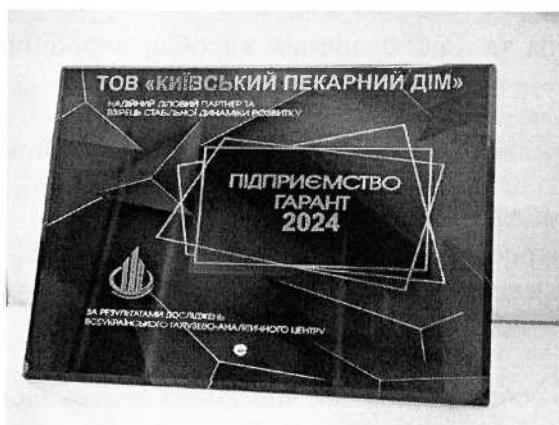 ТОВ «КИЇВСЬКИЙ ПЕКАРНИЙ ДІМ»
НАДІЙНИЙ ДІЛОВИЙ ПАРТНЕР ТА
ВЗІРЕЦЬ СТАБІЛЬНОЇ ДИНАМІКИ РОЗВИТКУ
ПІДПРИЄМСТВО
ГАРАНТ
2024
ЗА РЕЗУЛЬТАТАМИ ДОСЛІДЖЕНЬ
ВСЕУКРАЇНСЬКОГО ГАЛУЗЕВО-АНАЛІТИЧНОГО ЦЕНТРУ